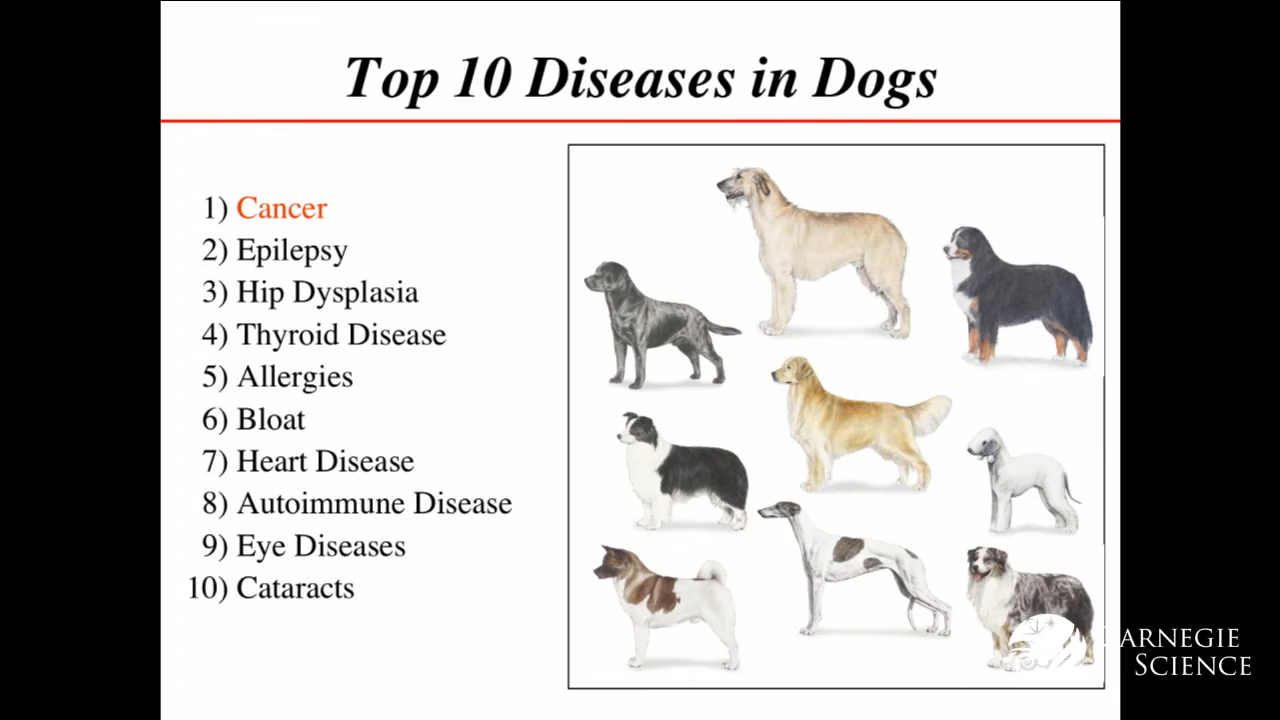 Top 10 Diseases in Dogs
1) Cancer
2) Epilepsy
3) Hip Dysplasia
4) Thyroid Disease
5) Allergies
6) Bloat
7) Heart Disease
8) Autoimmune Disease
9) Eye Diseases
10) Cataracts
CARNEGIE
SCIENCE